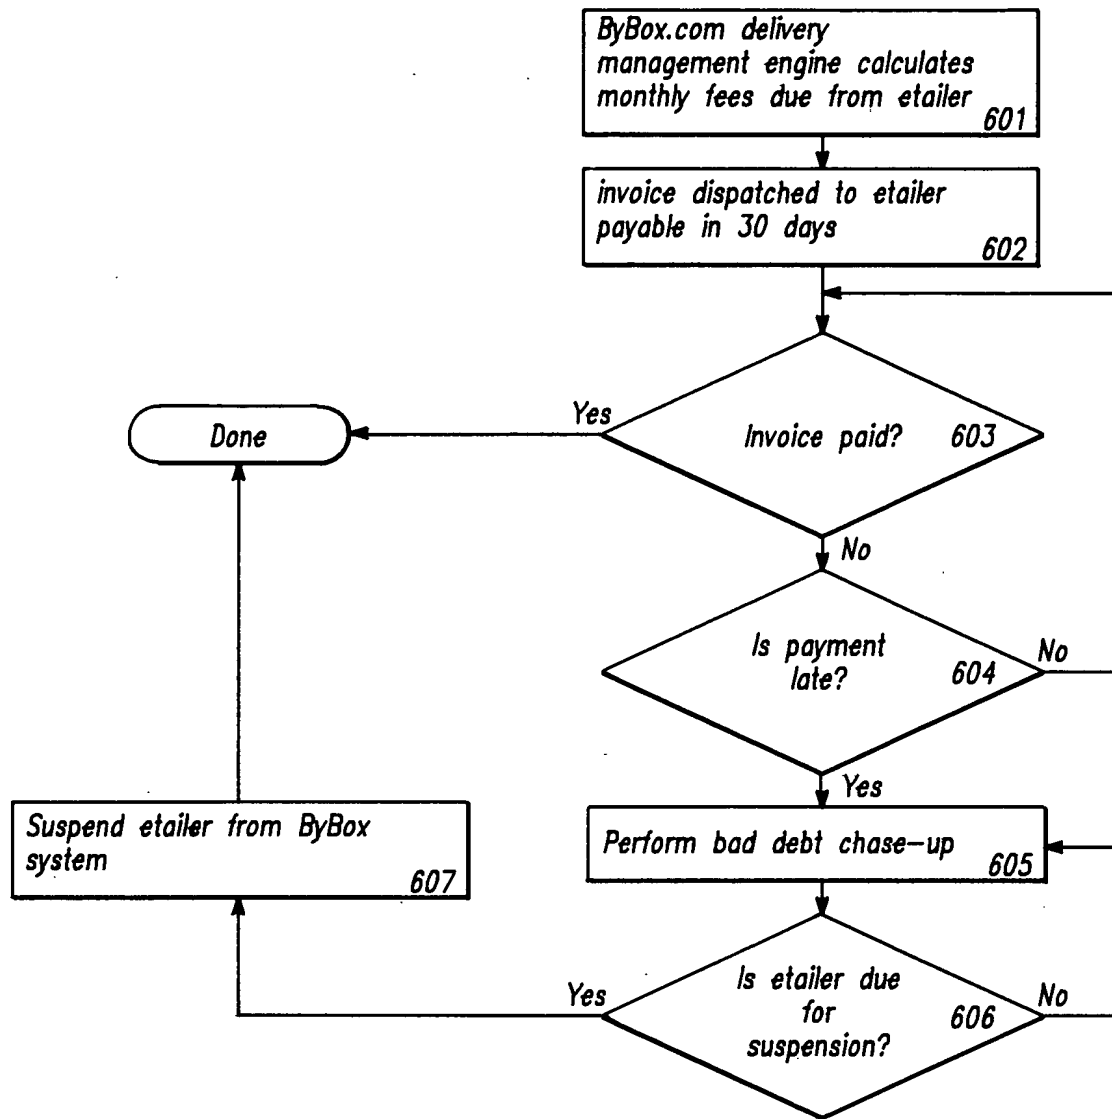 ByBox.com delivery
management engine calculates
monthly fees due from etailer
601
invoice dispatched to etailer
payable in 30 days
602
Yes
Done
Invoice paid? 603
No
Is payment
late?
604
No
Yes
Suspend etailer from ByBox
system
607
Perform bad debt chase-up
605
Yes
Is etailer due
for
suspension?
606
No